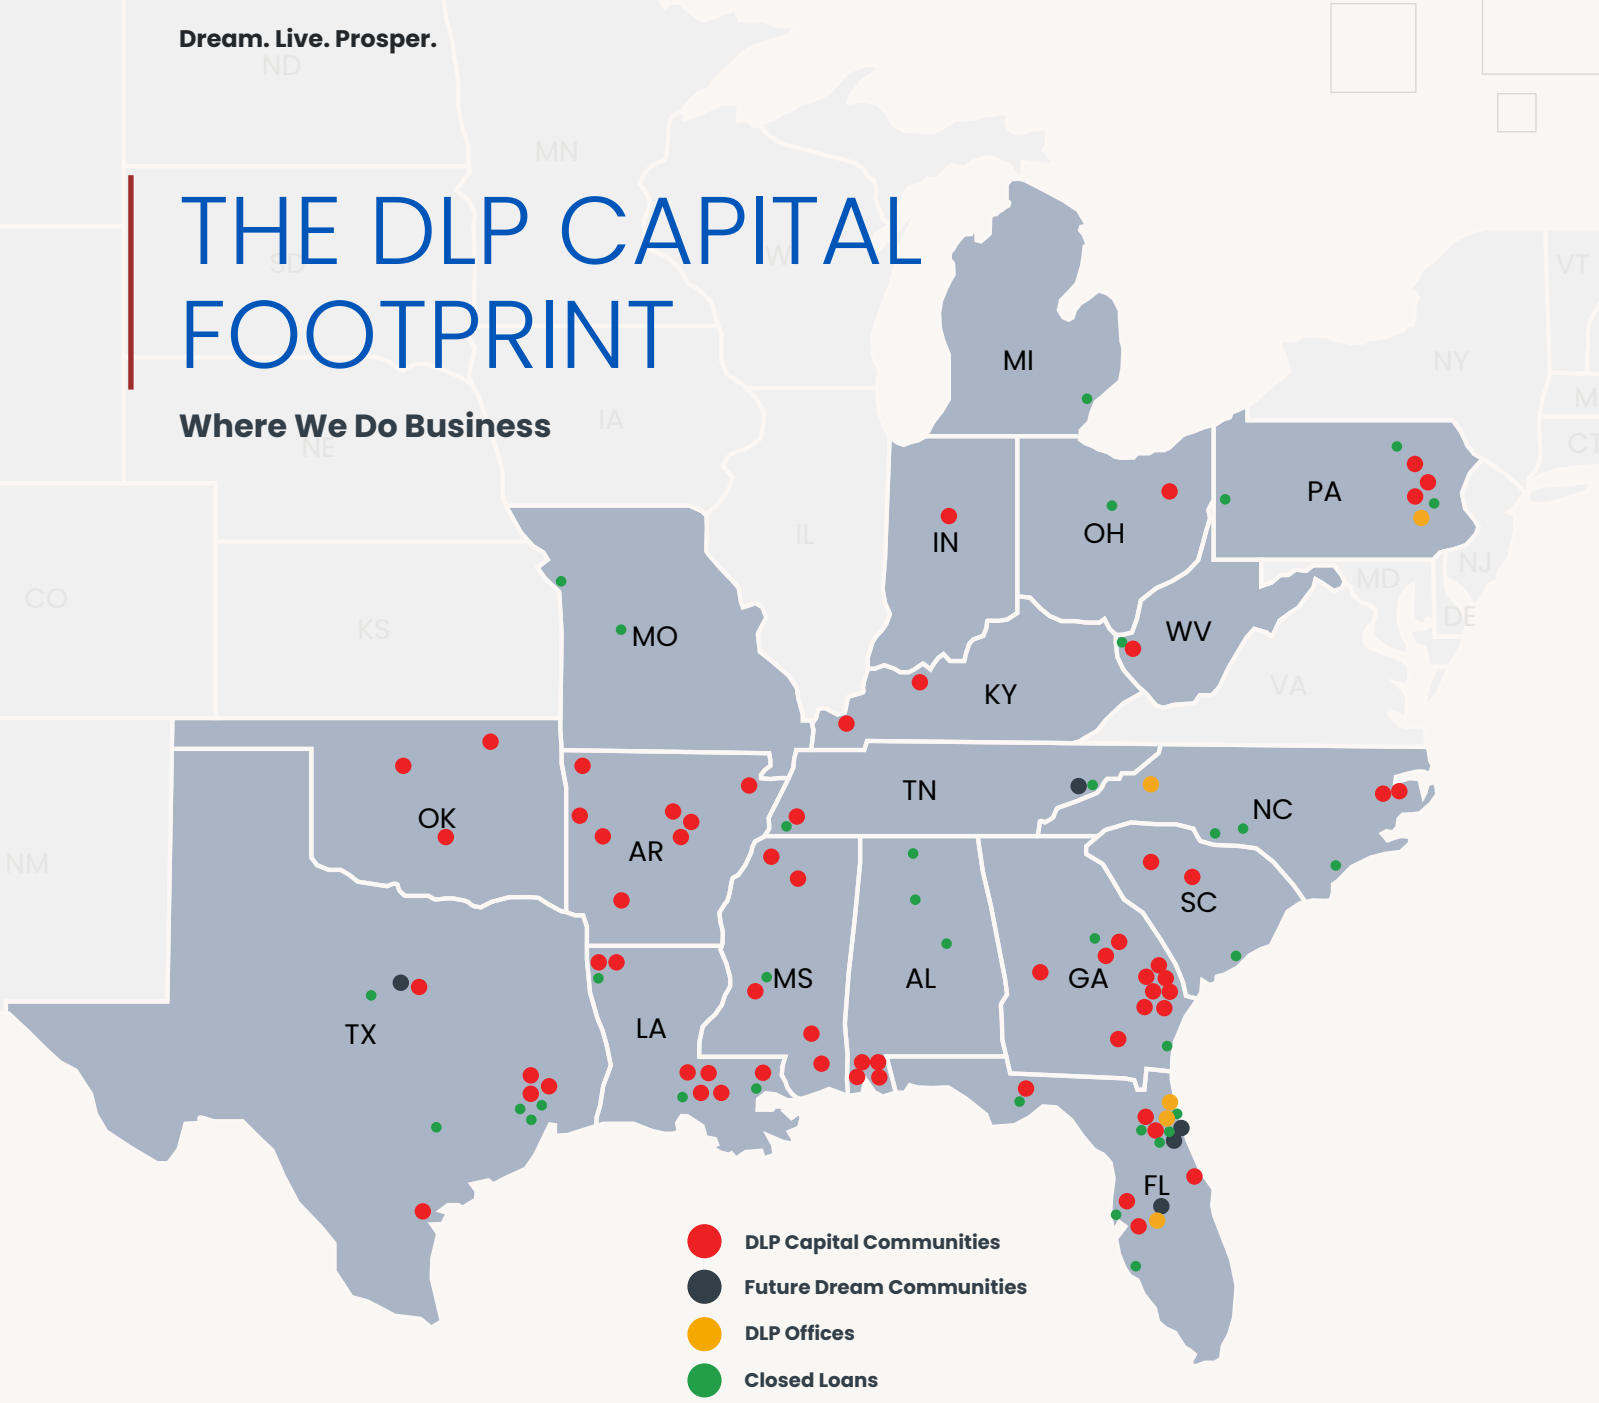 Dream. Live. Prosper.
ND
MN
THE DLP CAPITAL
SD
FOOTPRINT
VT
NY
MI
Where We Do Business
IA
NE
CT
PA
IN
OH
IL
NJ
MD
CO
DE
KS
MO
WV
VA
KY
TN
NC
OK
AR
NM
SC
MS
AL
GA
LA
TX
FL
DLP Capital Communities
Future Dream Communities
DLP Offices
Closed Loans